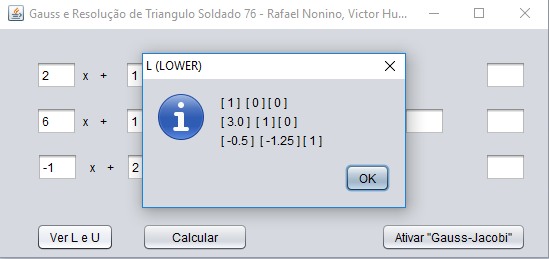 Gauss e Resolução de Triangulo Soldado 76 - Rafael Nonino, Victor Hu...
L (LOWER)
2 x + 1
[ 1 ] [ 0 ] [ 0 ]
6 x + 1
[ 3.0 ] [ 1 ] [ 0 ]
[ -0.5 ] [ -1.25 ] [ 1 ]
-1 x + 2
OK
Ver L e U
Calcular
Ativar "Gauss-Jacobi"